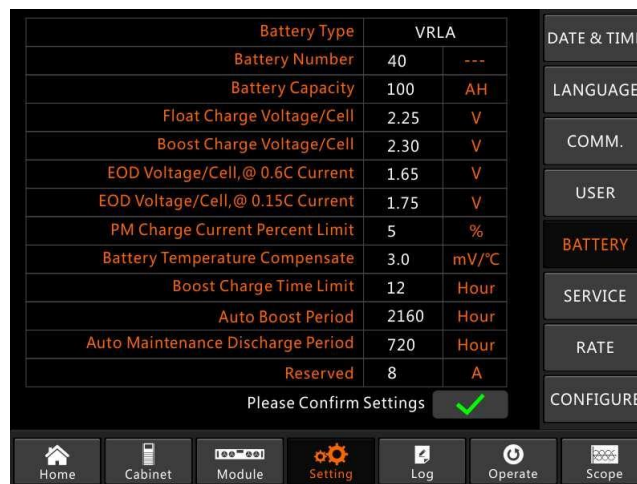 Battery Type VRLA
Battery Number 40 ---
Battery Capacity 100 AH
Float Charge Voltage/Cell 2.25 V
Boost Charge Voltage/Cell 2.30 V
EOD Voltage/Cell,@ 0.6C Current 1.65 V
EOD Voltage/Cell,@ 0.15C Current 1.75 V
PM Charge Current Percent Limit 5 %
Battery Temperature Compensate 3.0 mV/℃
Boost Charge Time Limit 12 Hour
Auto Boost Period 2160 Hour
Auto Maintenance Discharge Period 720 Hour
Reserved 8 A
Please Confirm Settings
DATE & TIM
LANGUAGE
COMM.
USER
BATTERY
SERVICE
RATE
CONFIGURE
Home Cabinet Module Setting Log Operate Scope